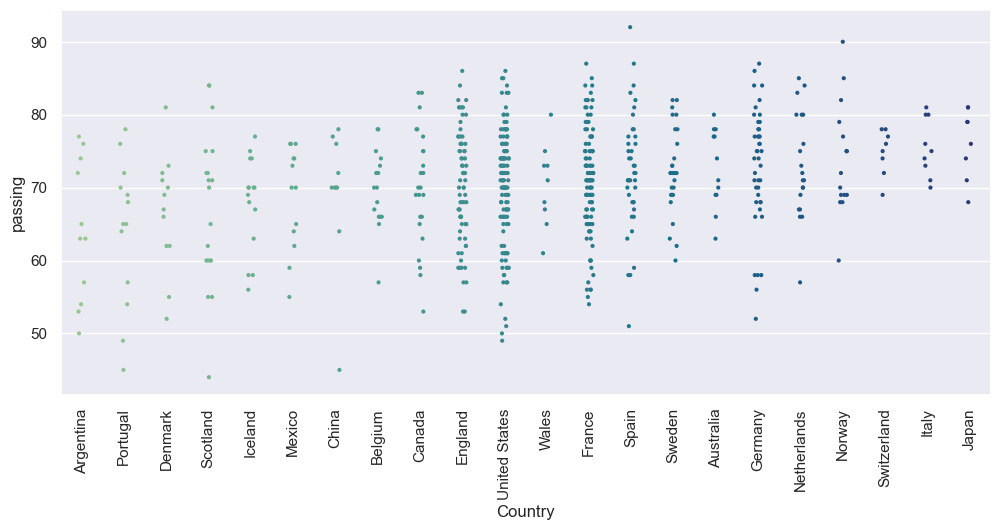 passing
90
80
70
60
50
Argentina
Portugal
Denmark
Scotland
Iceland
Mexico
China
Belgium
Canada
England
United States
Wales
France
Spain
Sweden
Australia
Germany
Netherlands
Norway
Switzerland
Italy
Japan
Country